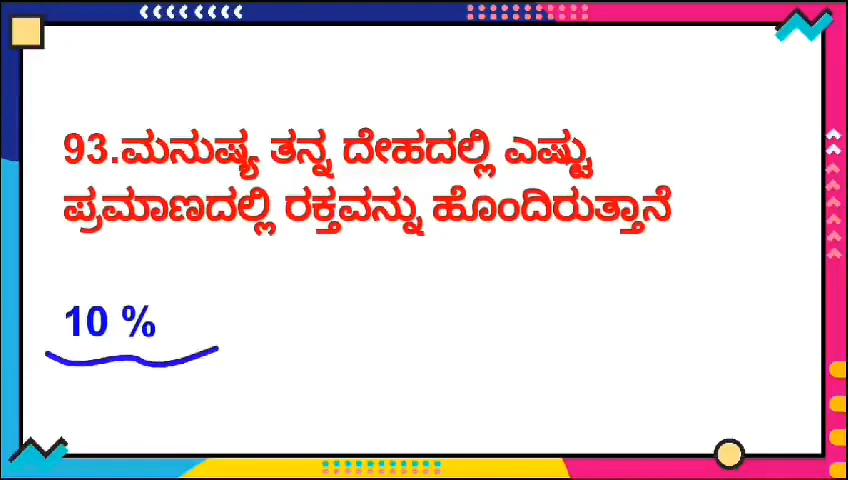 93.ಮನುಷ್ಯ ತನ್ನ ದೇಹದಲ್ಲಿ ಎಷ್ಟು
ಪ್ರಮಾಣದಲ್ಲಿ ರಕ್ತವನ್ನು ಹೊಂದಿರುತ್ತಾನೆ
10 %